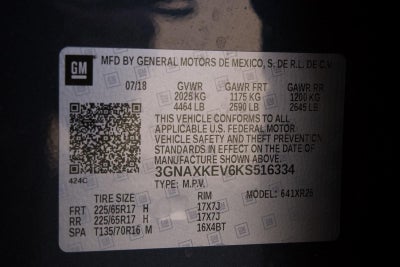 GM
MFD BY GENERAL MOTORS DE MEXICO, S. DE R.L. DE C.V.
07/18 GVWR GAWR FRT GAWR RR
2025 KG 1175 KG 1200 KG
4464 LB 2590 LB 2645 LB
THIS VEHICLE CONFORMS TO ALL
APPLICABLE U.S. FEDERAL MOTOR
VEHICLE SAFETY AND THEFT PREVENTION
STANDARDS IN EFFECT ON THE DATE OF
MANUFACTURE SHOWN ABOVE.
3GNAXKEV6KS516334
424C TYPE: M.P.V. MODEL: 641XR26
TIRE SIZE RIM
FRT 225/65R17 H 17X7J
RR 225/65R17 H 17X7J
SPA T135/70R16 M 16X4BT